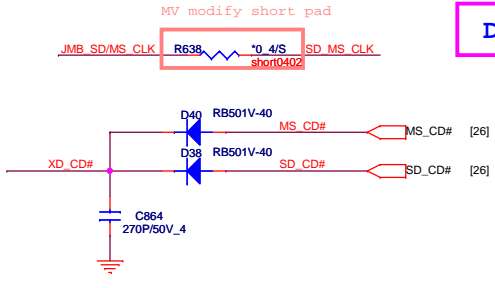 MV modify short pad
D
JMB_SD/MS_CLK R638 *0_4/S SD_MS_CLK
short0402
D40 RB501V-40
MS_CD# MS_CD# [26]
D38 RB501V-40
XD_CD# SD_CD# SD_CD# [26]
C864
270P/50V_4